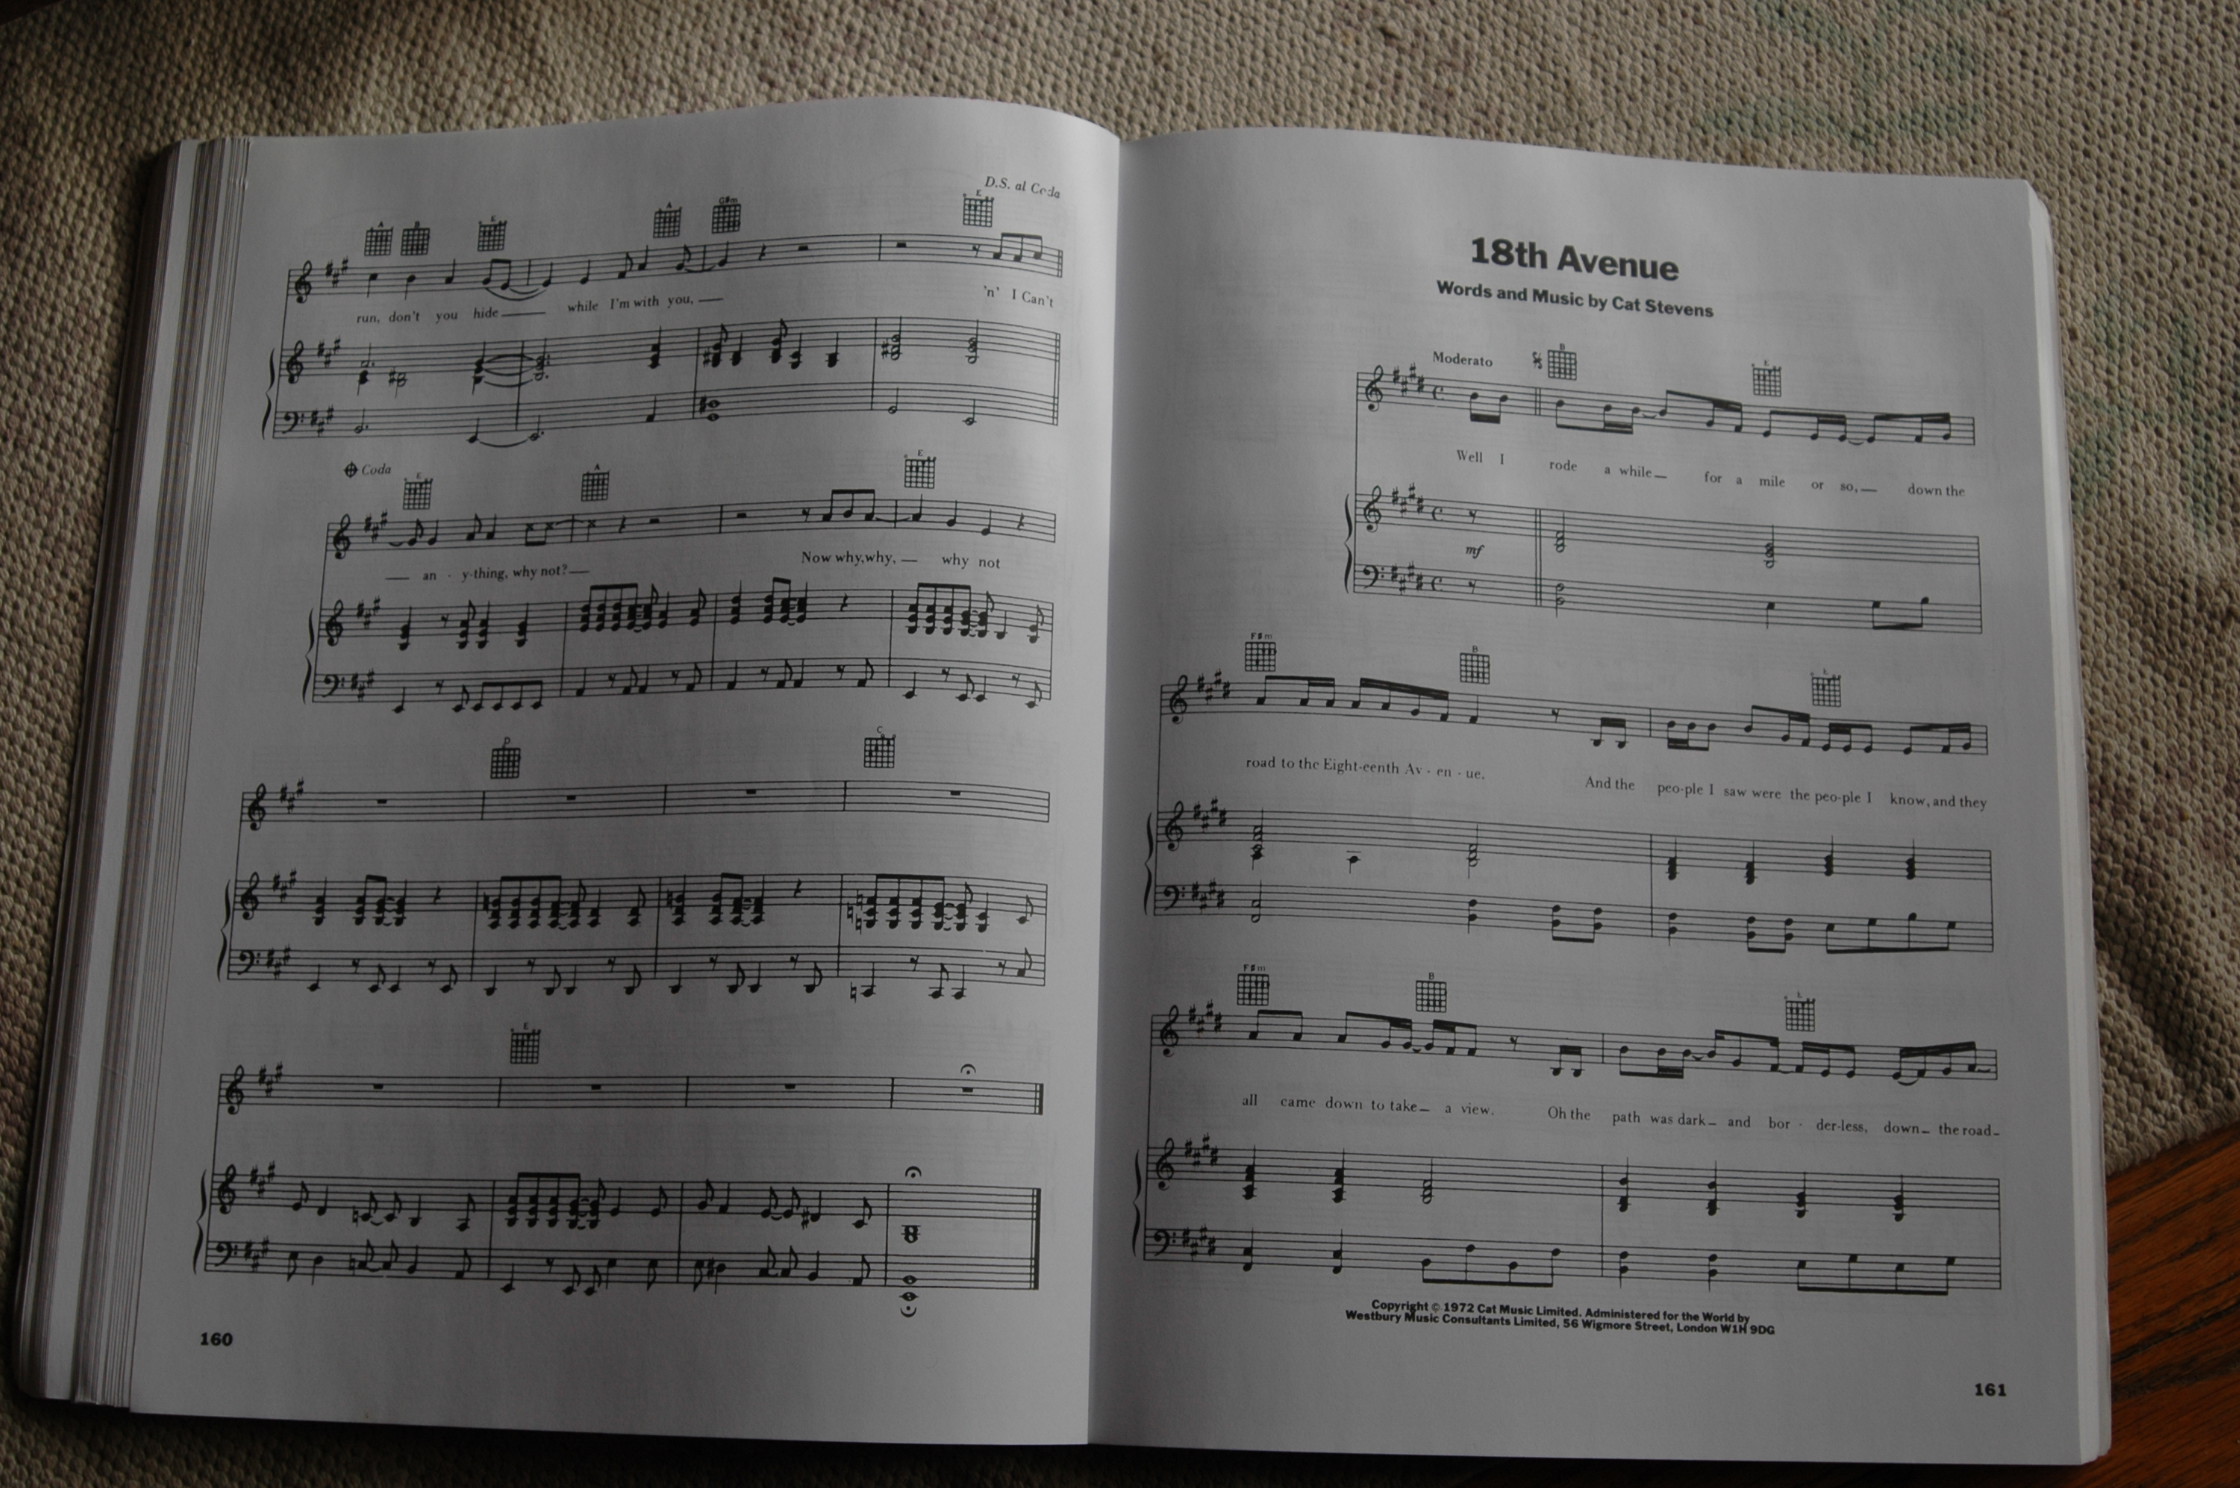 D.S. al Coda
A B E A G♯m E
run, don't you hide while I'm with you, 'n' I Can't
Coda
E A E
an - y-thing, why not? Now why, why, why not
D C
E
160
18th Avenue
Words and Music by Cat Stevens
Moderato
B E
Well I rode a while for a mile or so, down the
mf
F♯m B E
road to the Eight-eenth Av - en - ue. And the peo-ple I saw were the peo-ple I know, and they
F♯m B E
all came down to take a view. Oh the path was dark and bor - der-less, down the road
Copyright © 1972 Cat Music Limited. Administered for the World by
Westbury Music Consultants Limited, 56 Wigmore Street, London W1H 9DG
161